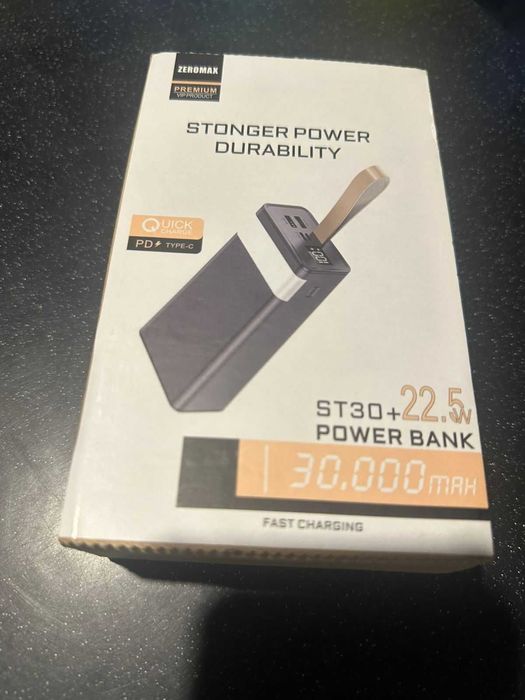 ZEROMAX
PREMIUM
VIP PRODUCT
STONGER POWER
DURABILITY
QUICK
CHARGE
PD TYPE-C
100
ST30+22.5W
POWER BANK
30.000mAH
FAST CHARGING